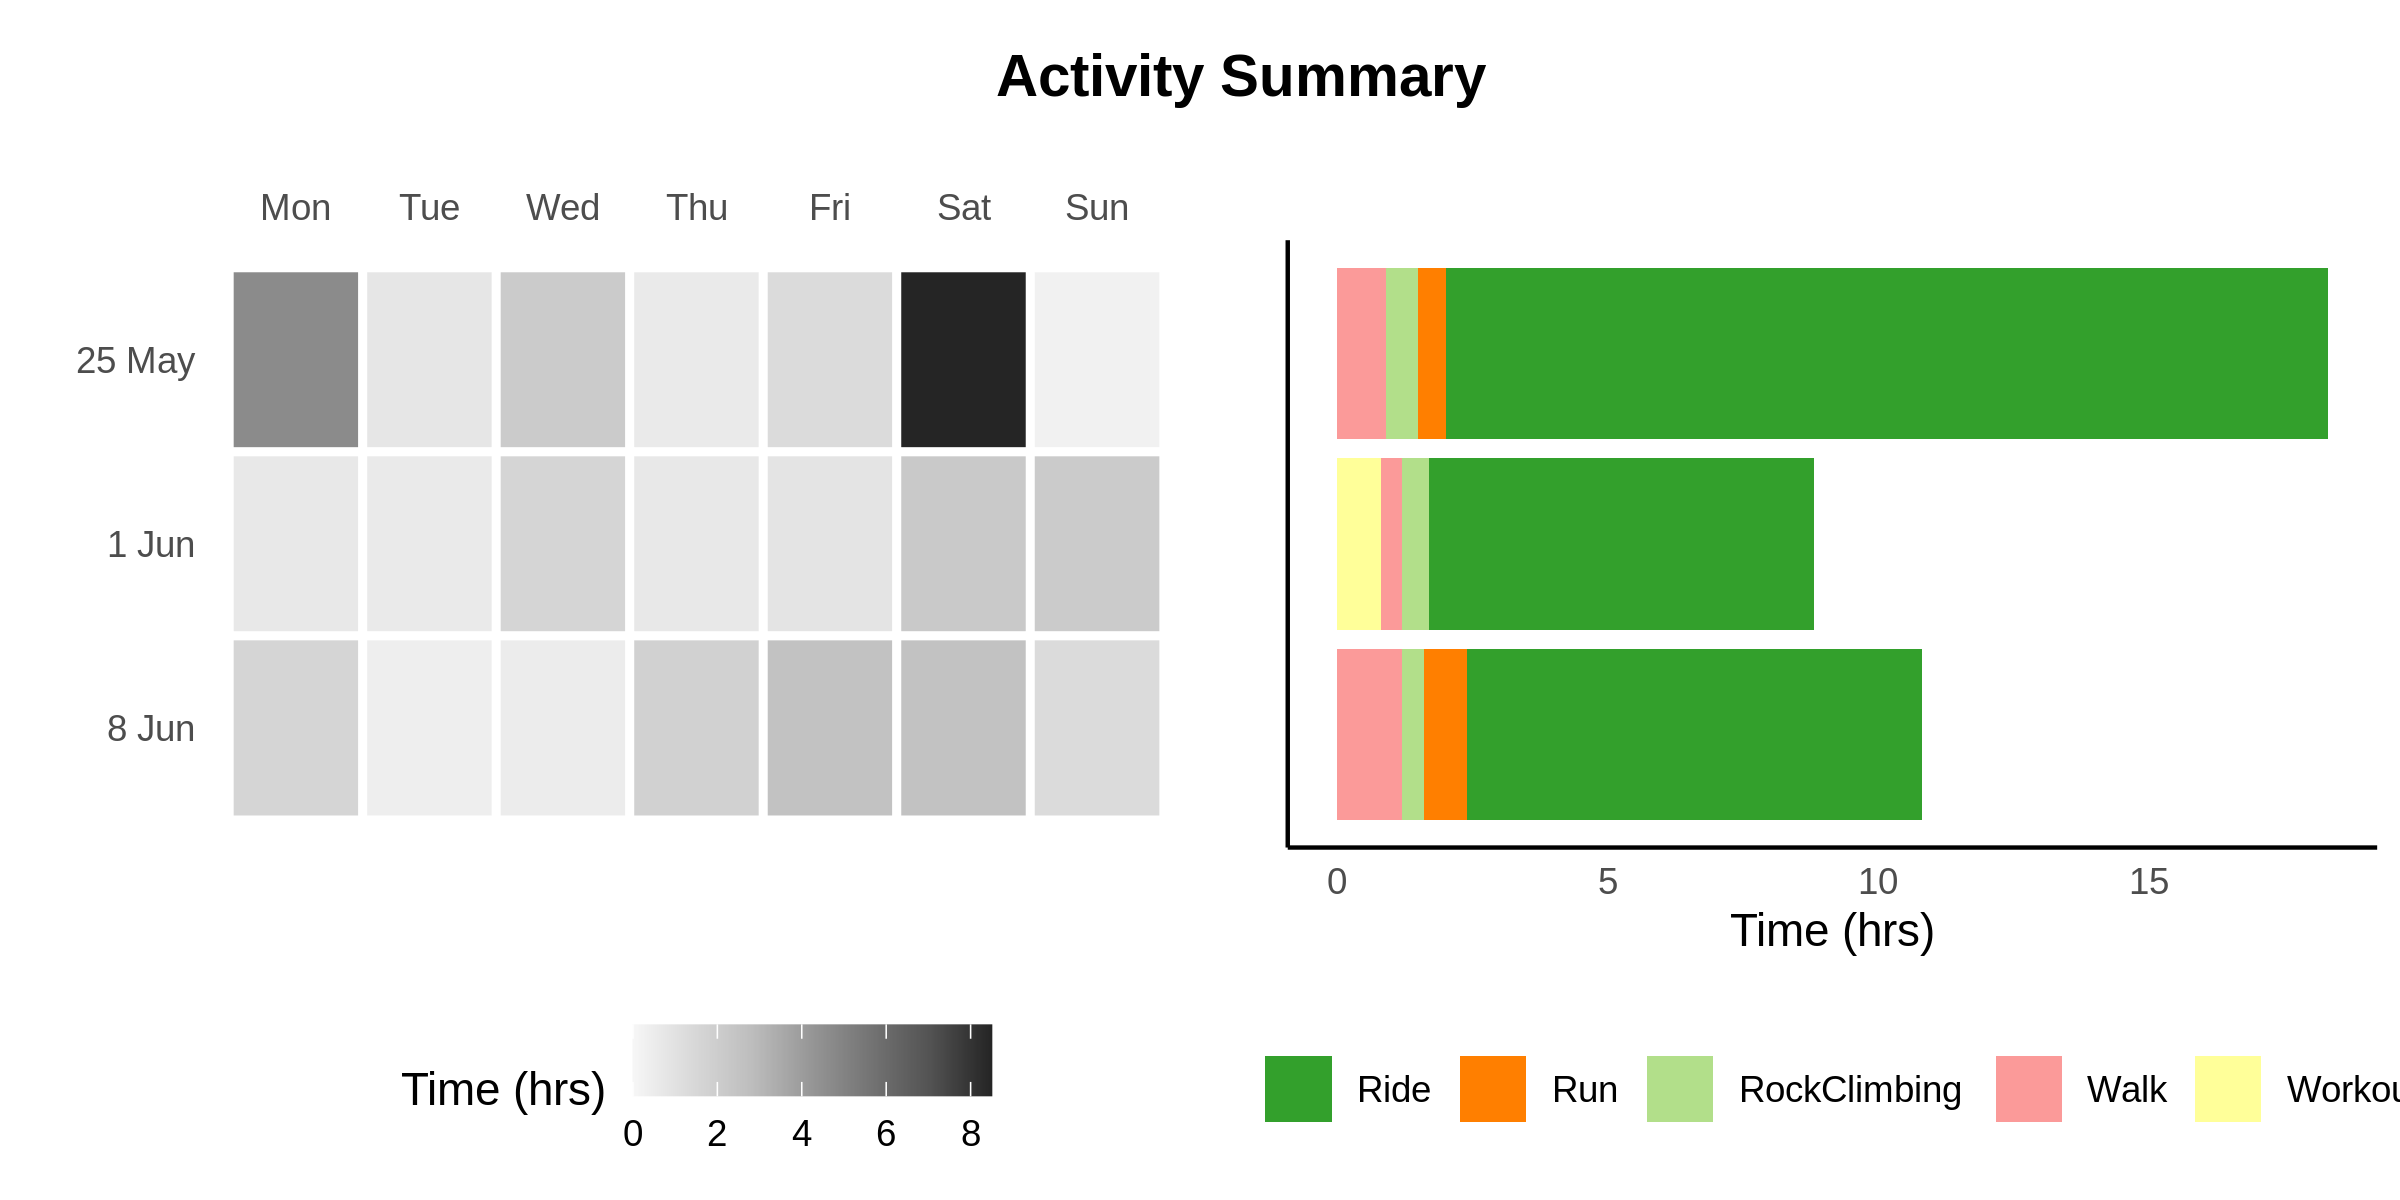 Activity Summary
Mon Tue Wed Thu Fri Sat Sun
25 May
1 Jun
8 Jun
0 5 10 15
Time (hrs)
Time (hrs)
0 2 4 6 8
Ride Run RockClimbing Walk Workou